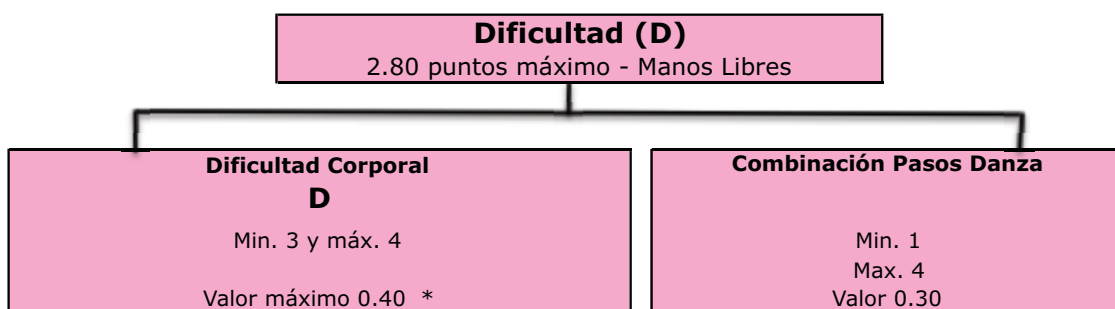 Dificultad (D)
2.80 puntos máximo - Manos Libres
Dificultad Corporal
D
Min. 3 y máx. 4
Valor máximo 0.40 *
Combinación Pasos Danza
Min. 1
Max. 4
Valor 0.30